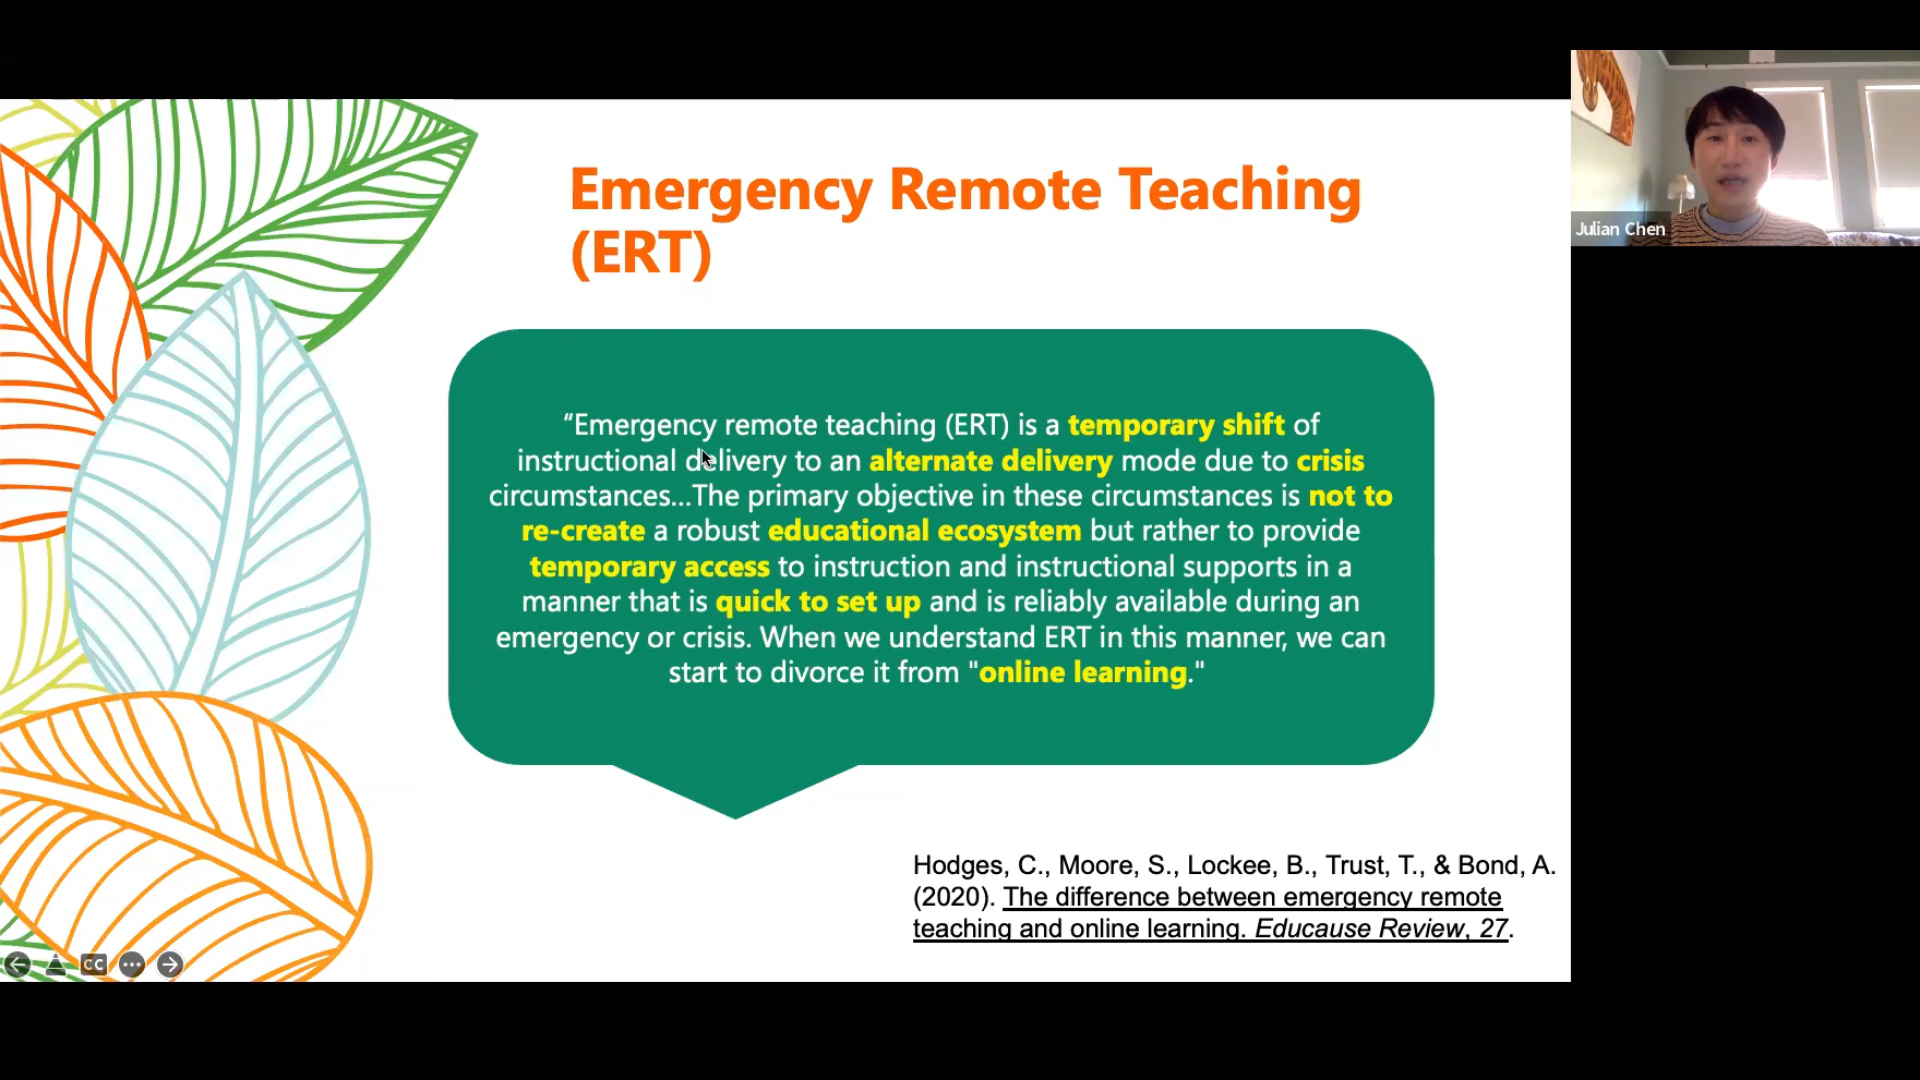 Emergency Remote Teaching
(ERT)
“Emergency remote teaching (ERT) is a temporary shift of
instructional delivery to an alternate delivery mode due to crisis
circumstances...The primary objective in these circumstances is not to
re-create a robust educational ecosystem but rather to provide
temporary access to instruction and instructional supports in a
manner that is quick to set up and is reliably available during an
emergency or crisis. When we understand ERT in this manner, we can
start to divorce it from "online learning."
Hodges, C., Moore, S., Lockee, B., Trust, T., & Bond, A.
(2020). The difference between emergency remote
teaching and online learning. Educause Review, 27.
Julian Chen
CC